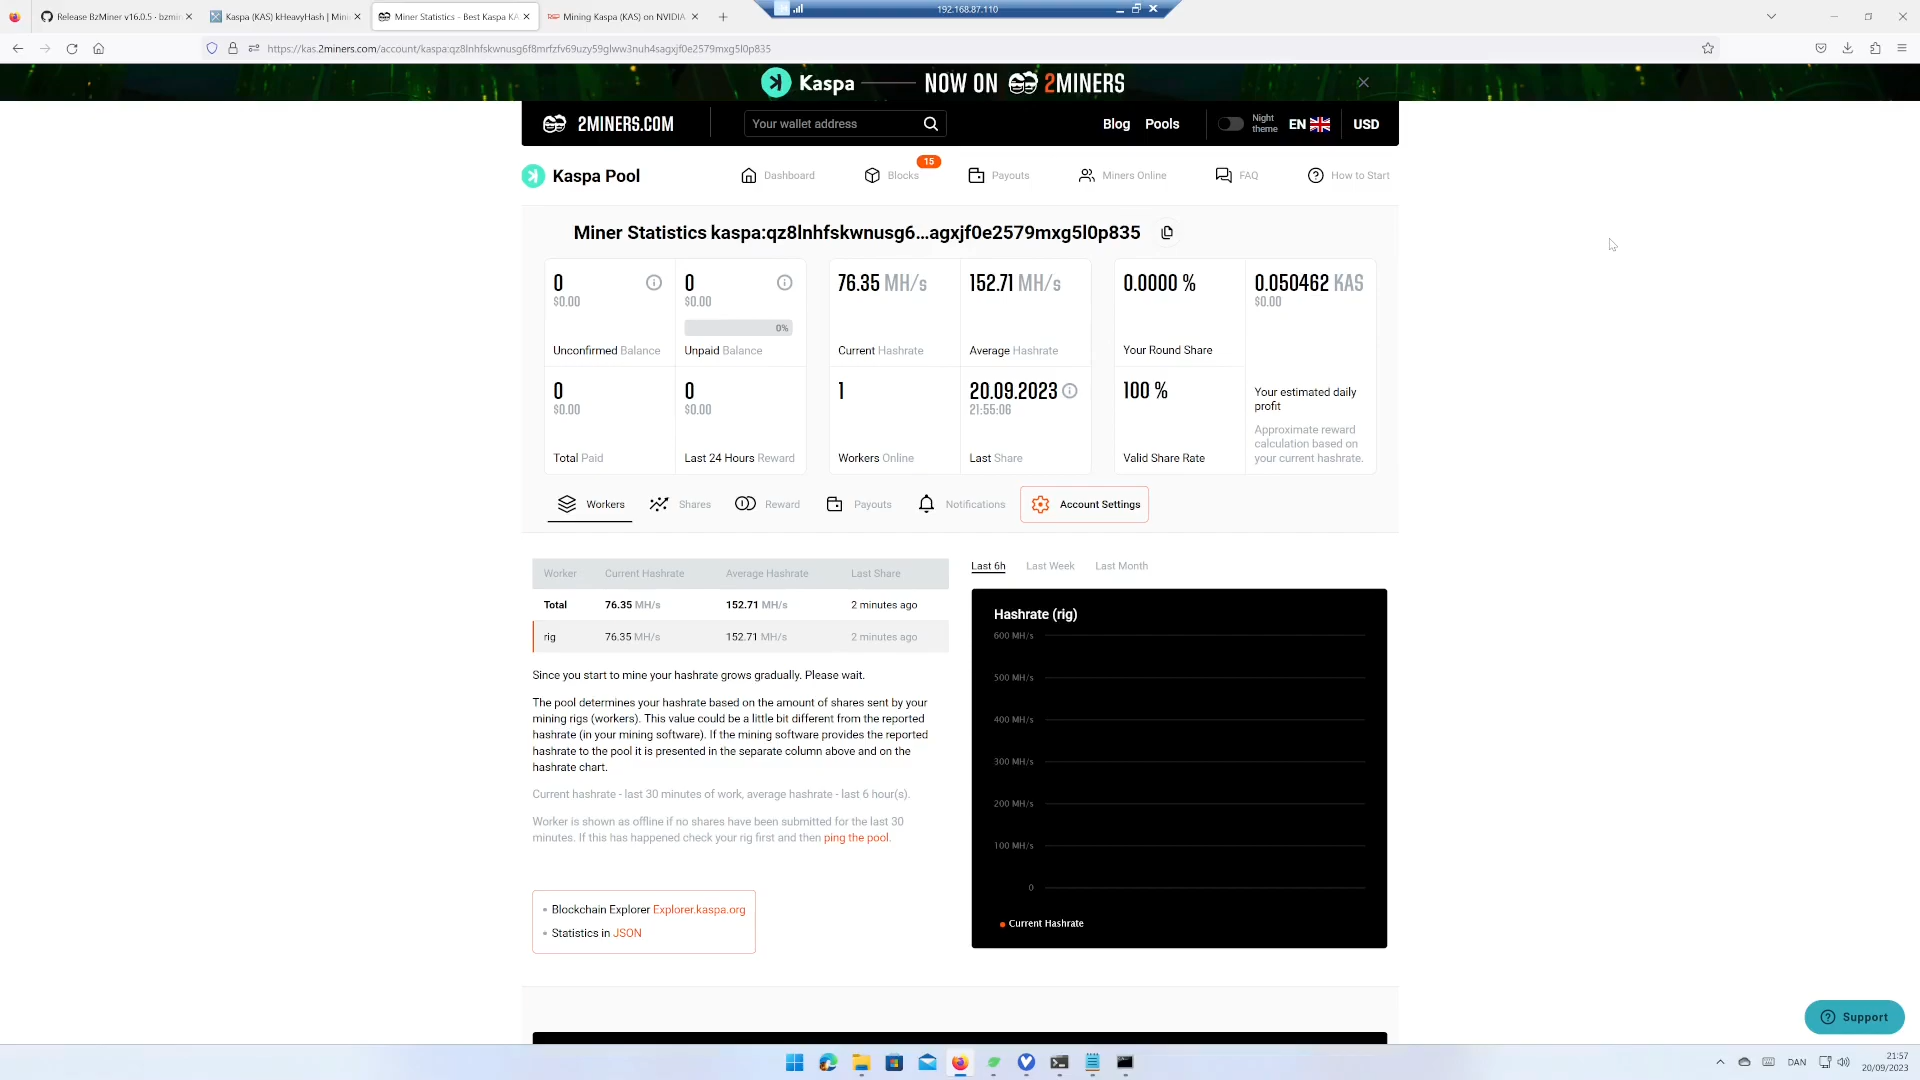 Release BzMiner v16.0.5 · bzmin
Kaspa (KAS) kHeavyHash | Mini
Miner Statistics - Best Kaspa KA
Mining Kaspa (KAS) on NVIDIA
192.168.87.110
https://kas.2miners.com/account/kaspa:qz8lnhfskwnusg6f8mrfzfv69uzy59glww3nuh4sagxjf0e2579mxg5l0p835
Kaspa NOW ON 2MINERS
2MINERS.COM
Your wallet address
Blog
Pools
Night theme
EN
USD
Kaspa Pool
Dashboard
Blocks
15
Payouts
Miners Online
FAQ
How to Start
Miner Statistics kaspa:qz8lnhfskwnusg6...agxjf0e2579mxg5l0p835
0
$0.00
Unconfirmed Balance
0
$0.00
0%
Unpaid Balance
76.35 MH/s
Current Hashrate
152.71 MH/s
Average Hashrate
0.0000 %
Your Round Share
0.050462 KAS
$0.00
Your estimated daily
profit
Approximate reward
calculation based on
your current hashrate.
0
$0.00
Total Paid
0
$0.00
Last 24 Hours Reward
1
Workers Online
20.09.2023
21:55:06
Last Share
100 %
Valid Share Rate
Workers
Shares
Reward
Payouts
Notifications
Account Settings
Worker Current Hashrate Average Hashrate Last Share
Total 76.35 MH/s 152.71 MH/s 2 minutes ago
rig 76.35 MH/s 152.71 MH/s 2 minutes ago
Since you start to mine your hashrate grows gradually. Please wait.
The pool determines your hashrate based on the amount of shares sent by your
mining rigs (workers). This value could be a little bit different from the reported
hashrate (in your mining software). If the mining software provides the reported
hashrate to the pool it is presented in the separate column above and on the
hashrate chart.
Current hashrate - last 30 minutes of work, average hashrate - last 6 hour(s).
Worker is shown as offline if no shares have been submitted for the last 30
minutes. If this has happened check your rig first and then ping the pool.
• Blockchain Explorer Explorer.kaspa.org
• Statistics in JSON
Last 6h
Last Week
Last Month
Hashrate (rig)
600 MH/s
500 MH/s
400 MH/s
300 MH/s
200 MH/s
100 MH/s
0
Current Hashrate
Support
DAN
21:57
20/09/2023